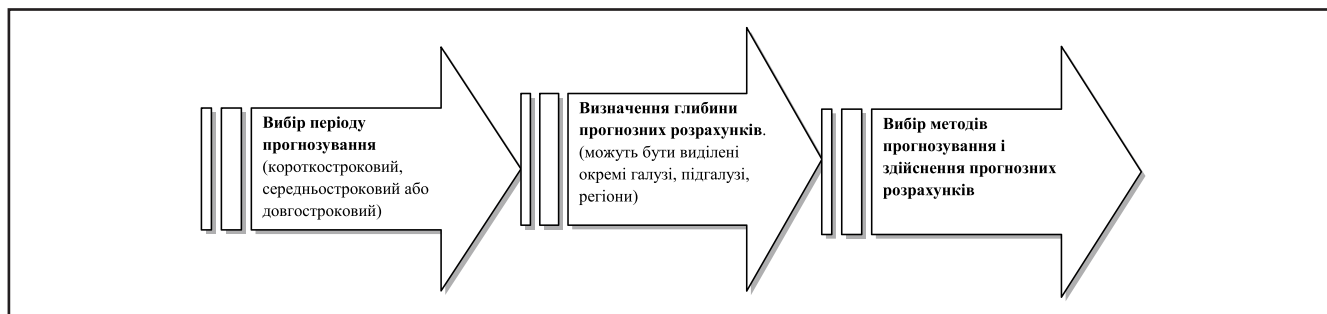 Вибір періоду
прогнозування
(короткостроковий,
середньостроковий або
довгостроковий)
Визначення глибини
прогнозних розрахунків.
(можуть бути виділені
окремі галузі, підгалузі,
регіони)
Вибір методів
прогнозування і
здійснення прогнозних
розрахунків